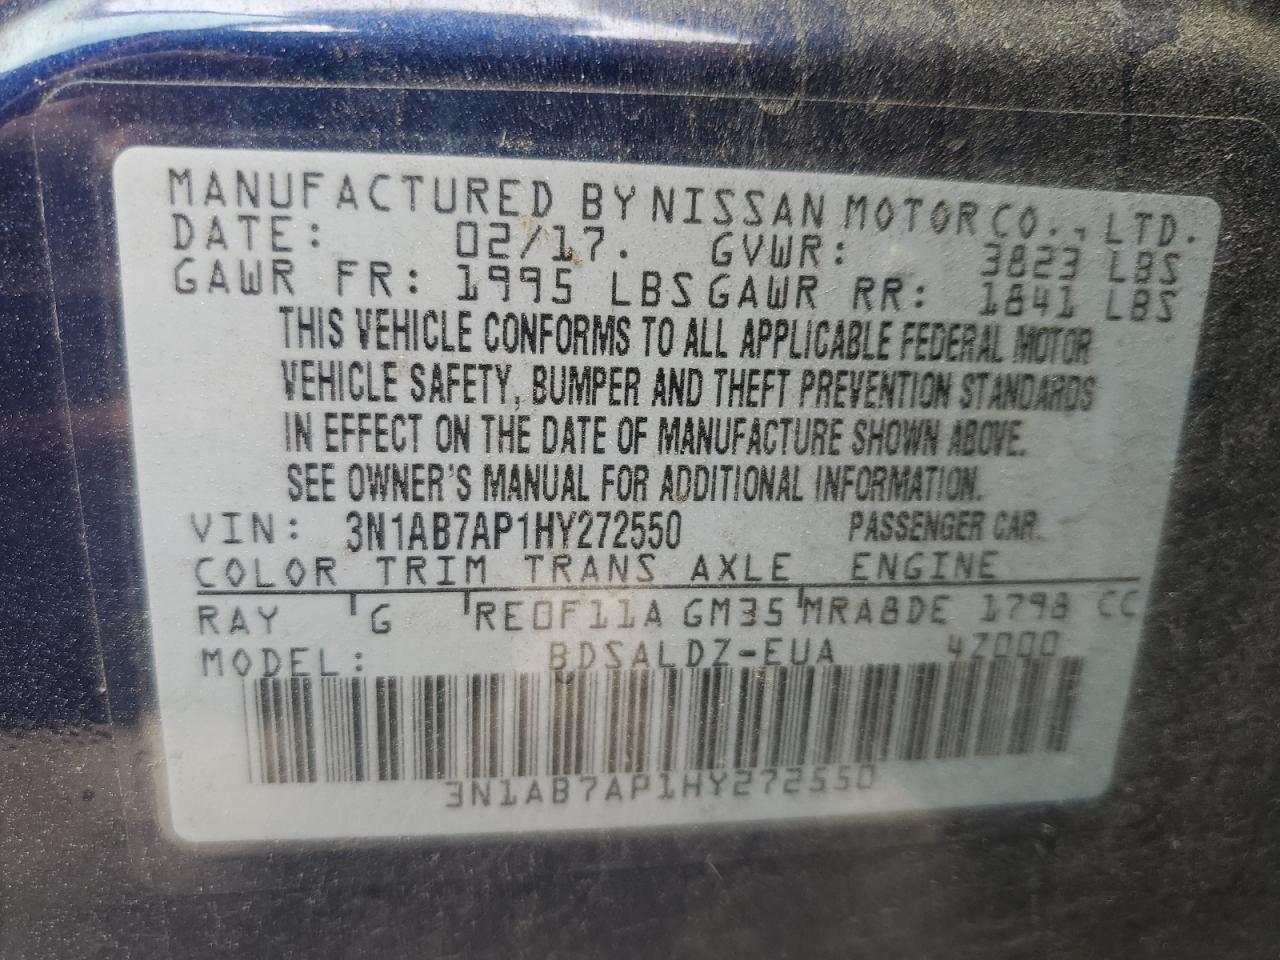 MANUFACTURED BY NISSAN MOTOR CO., LTD.
DATE: 02/17. GVWR: 3823 LBS
GAWR FR: 1995 LBS GAWR RR: 1841 LBS
THIS VEHICLE CONFORMS TO ALL APPLICABLE FEDERAL MOTOR
VEHICLE SAFETY, BUMPER AND THEFT PREVENTION STANDARDS
IN EFFECT ON THE DATE OF MANUFACTURE SHOWN ABOVE.
SEE OWNER'S MANUAL FOR ADDITIONAL INFORMATION.
VIN: 3N1AB7AP1HY272550 PASSENGER CAR.
COLOR TRIM TRANS AXLE ENGINE
RAY G RE0F11A GM35 MRA8DE 1798 CC
MODEL: BDSALDZ-EUA 47000
3N1AB7AP1HY272550